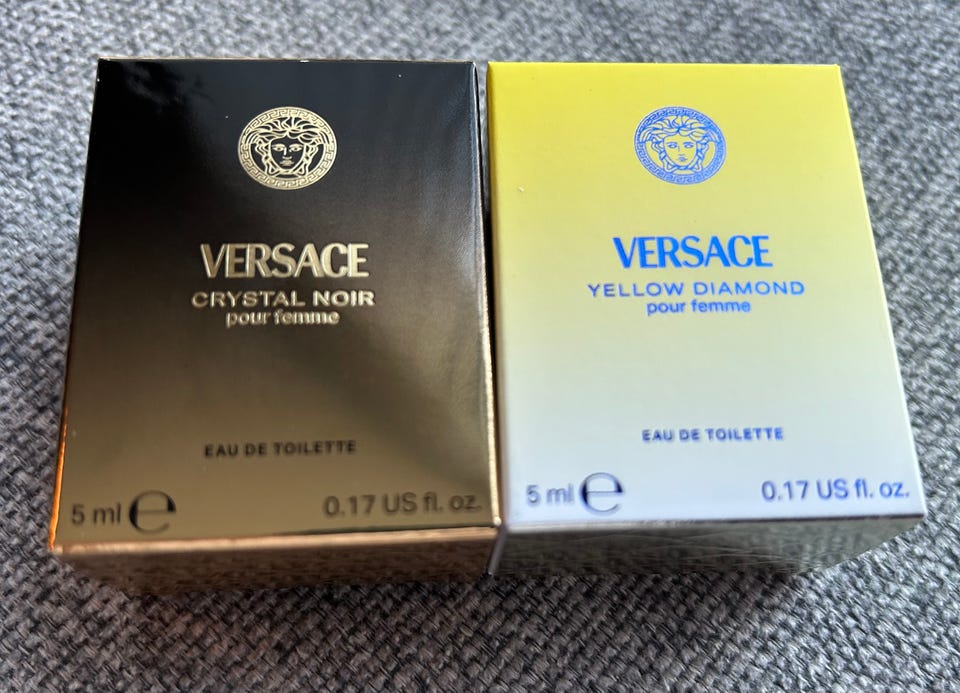 VERSACE
CRYSTAL NOIR
pour femme
EAU DE TOILETTE
5 ml e
0.17 US fl. oz.
VERSACE
YELLOW DIAMOND
pour femme
EAU DE TOILETTE
5 ml e
0.17 US fl. oz.